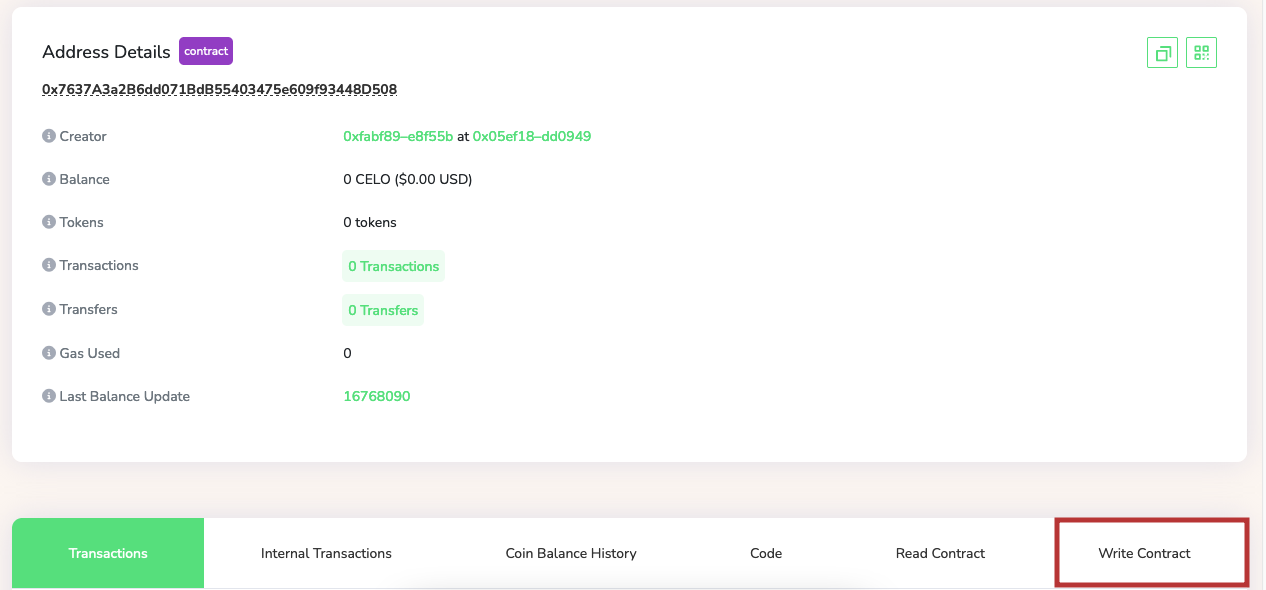 Address Details contract
0x7637A3a2B6dd071BdB55403475e609f93448D508
Creator 0xfabf89–e8f55b at 0x05ef18–dd0949
Balance 0 CELO ($0.00 USD)
Tokens 0 tokens
Transactions 0 Transactions
Transfers 0 Transfers
Gas Used 0
Last Balance Update 16768090
Transactions Internal Transactions Coin Balance History Code Read Contract Write Contract